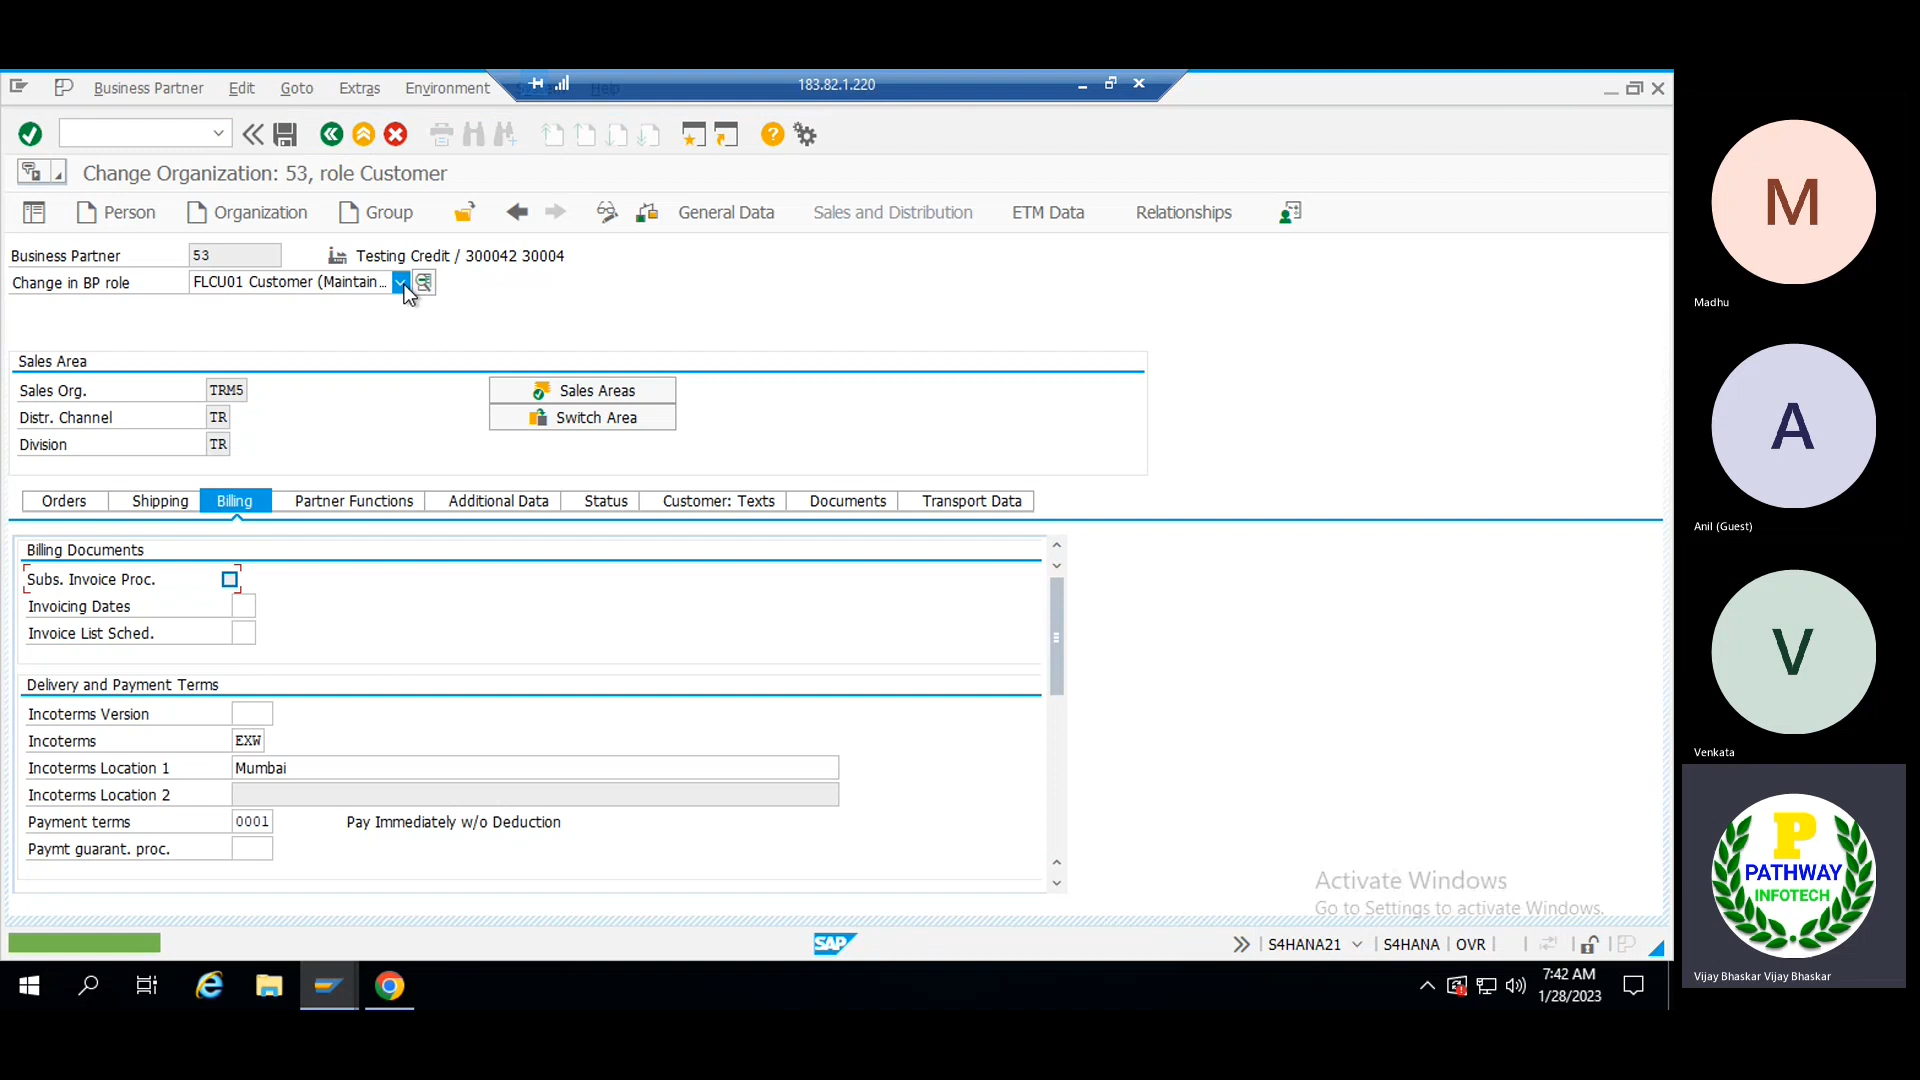 Business Partner Edit Goto Extras Environment Help
183.82.1.220
Change Organization: 53, role Customer
Person Organization Group General Data Sales and Distribution ETM Data Relationships
Business Partner 53 Testing Credit / 300042 30004
Change in BP role FLCU01 Customer (Maintain...
Sales Area
Sales Org. TRM5 Sales Areas
Distr. Channel TR Switch Area
Division TR
Orders Shipping Billing Partner Functions Additional Data Status Customer: Texts Documents Transport Data
Billing Documents
Subs. Invoice Proc.
Invoicing Dates
Invoice List Sched.
Delivery and Payment Terms
Incoterms Version
Incoterms EXW
Incoterms Location 1 Mumbai
Incoterms Location 2
Payment terms 0001 Pay Immediately w/o Deduction
Paymt guarant. proc.
Activate Windows
Go to Settings to activate Windows.
SAP S4HANA21 S4HANA OVR
7:42 AM
1/28/2023
M
Madhu
A
Anil (Guest)
V
Venkata
P
PATHWAY
INFOTECH
Vijay Bhaskar Vijay Bhaskar